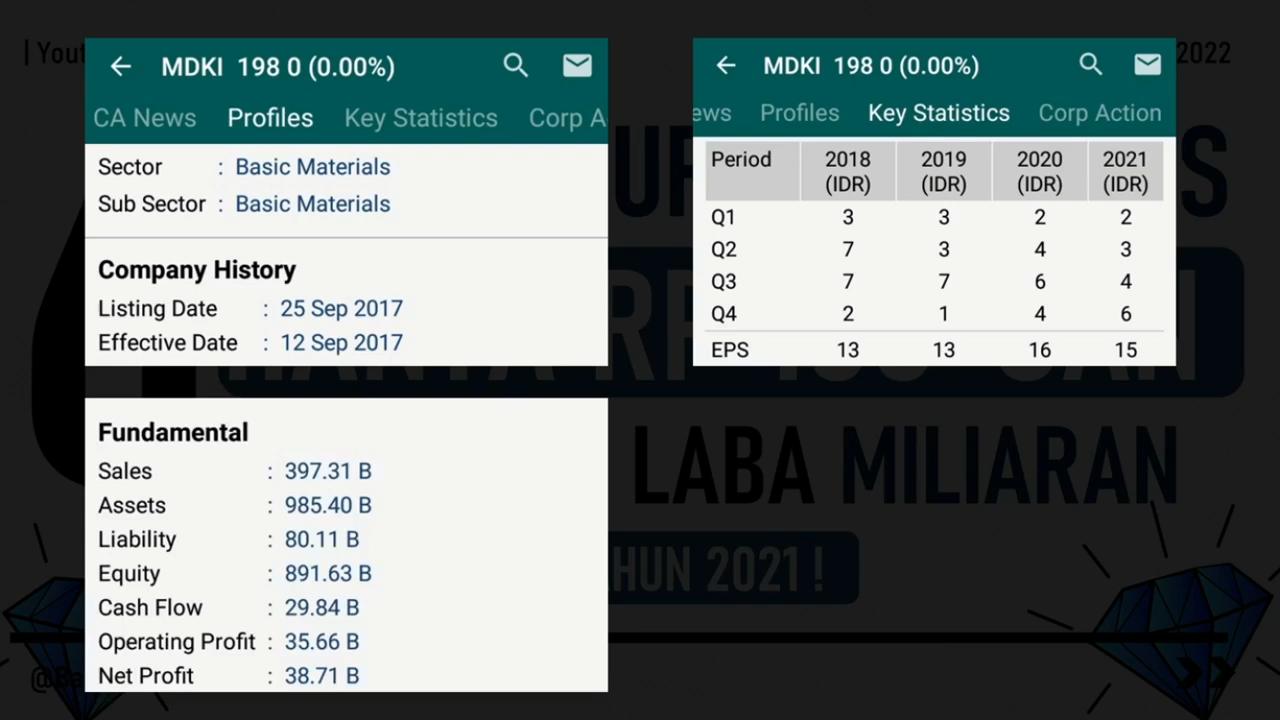 MDKI 198 0 (0.00%)
CA News Profiles Key Statistics Corp A
Sector : Basic Materials
Sub Sector : Basic Materials
Company History
Listing Date : 25 Sep 2017
Effective Date : 12 Sep 2017
Fundamental
Sales : 397.31 B
Assets : 985.40 B
Liability : 80.11 B
Equity : 891.63 B
Cash Flow : 29.84 B
Operating Profit : 35.66 B
Net Profit : 38.71 B
MDKI 198 0 (0.00%)
ews Profiles Key Statistics Corp Action
Period 2018 (IDR) 2019 (IDR) 2020 (IDR) 2021 (IDR)
Q1 3 3 2 2
Q2 7 3 4 3
Q3 7 7 6 4
Q4 2 1 4 6
EPS 13 13 16 15
2022
LABA MILIARAN
HUN 2021 !